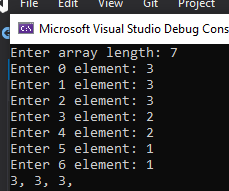 File Edit View Git Project
Microsoft Visual Studio Debug Cons
Enter array length: 7
Enter 0 element: 3
Enter 1 element: 3
Enter 2 element: 3
Enter 3 element: 2
Enter 4 element: 2
Enter 5 element: 1
Enter 6 element: 1
3, 3, 3,